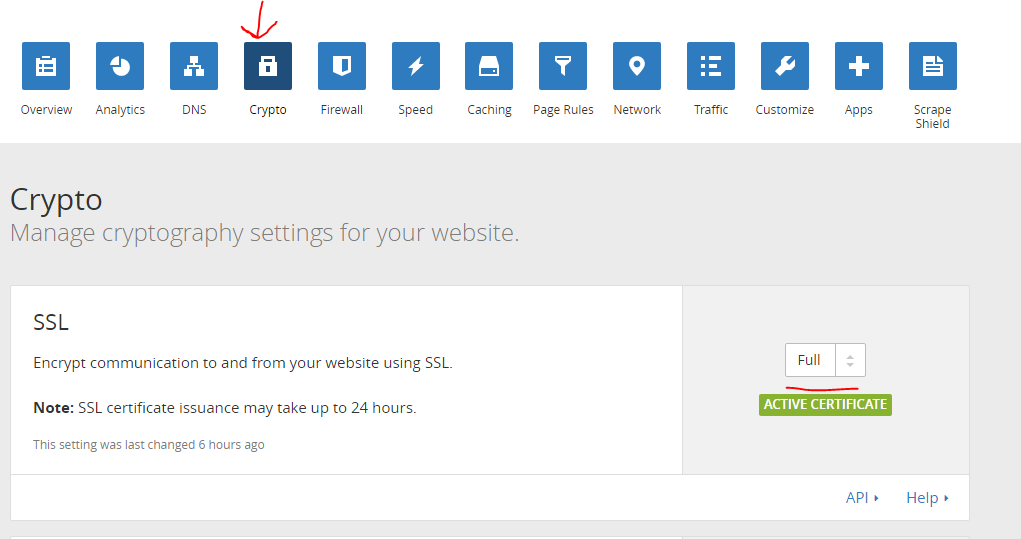 Overview Analytics DNS Crypto Firewall Speed Caching Page Rules Network Traffic Customize Apps Scrape
Shield
Crypto
Manage cryptography settings for your website.
SSL
Encrypt communication to and from your website using SSL.
Full
ACTIVE CERTIFICATE
Note: SSL certificate issuance may take up to 24 hours.
This setting was last changed 6 hours ago
API Help